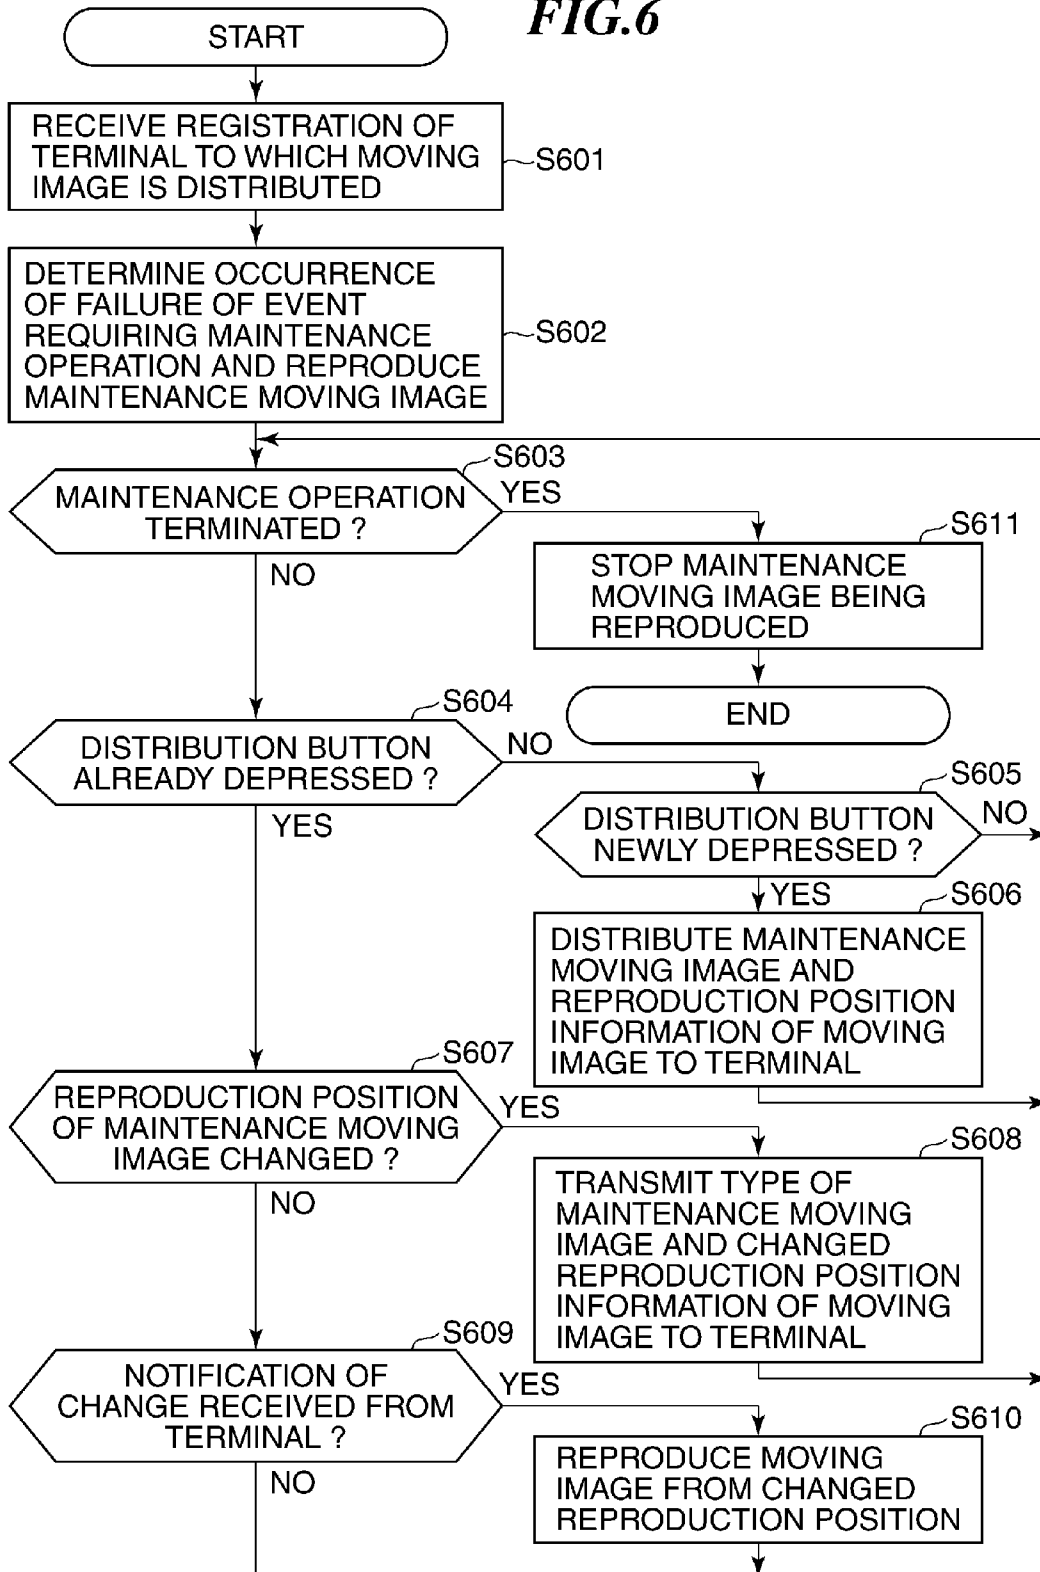 FIG.6
START
RECEIVE REGISTRATION OF
TERMINAL TO WHICH MOVING
IMAGE IS DISTRIBUTED
S601
DETERMINE OCCURRENCE
OF FAILURE OF EVENT
REQUIRING MAINTENANCE
OPERATION AND REPRODUCE
MAINTENANCE MOVING IMAGE
S602
S603
MAINTENANCE OPERATION
TERMINATED ?
YES
NO
S611
STOP MAINTENANCE
MOVING IMAGE BEING
REPRODUCED
END
S604
DISTRIBUTION BUTTON
ALREADY DEPRESSED ?
NO
YES
S605
DISTRIBUTION BUTTON
NEWLY DEPRESSED ?
NO
YES
S606
DISTRIBUTE MAINTENANCE
MOVING IMAGE AND
REPRODUCTION POSITION
INFORMATION OF MOVING
IMAGE TO TERMINAL
S607
REPRODUCTION POSITION
OF MAINTENANCE MOVING
IMAGE CHANGED ?
YES
NO
S608
TRANSMIT TYPE OF
MAINTENANCE MOVING
IMAGE AND CHANGED
REPRODUCTION POSITION
INFORMATION OF MOVING
IMAGE TO TERMINAL
S609
NOTIFICATION OF
CHANGE RECEIVED FROM
TERMINAL ?
YES
NO
S610
REPRODUCE MOVING
IMAGE FROM CHANGED
REPRODUCTION POSITION